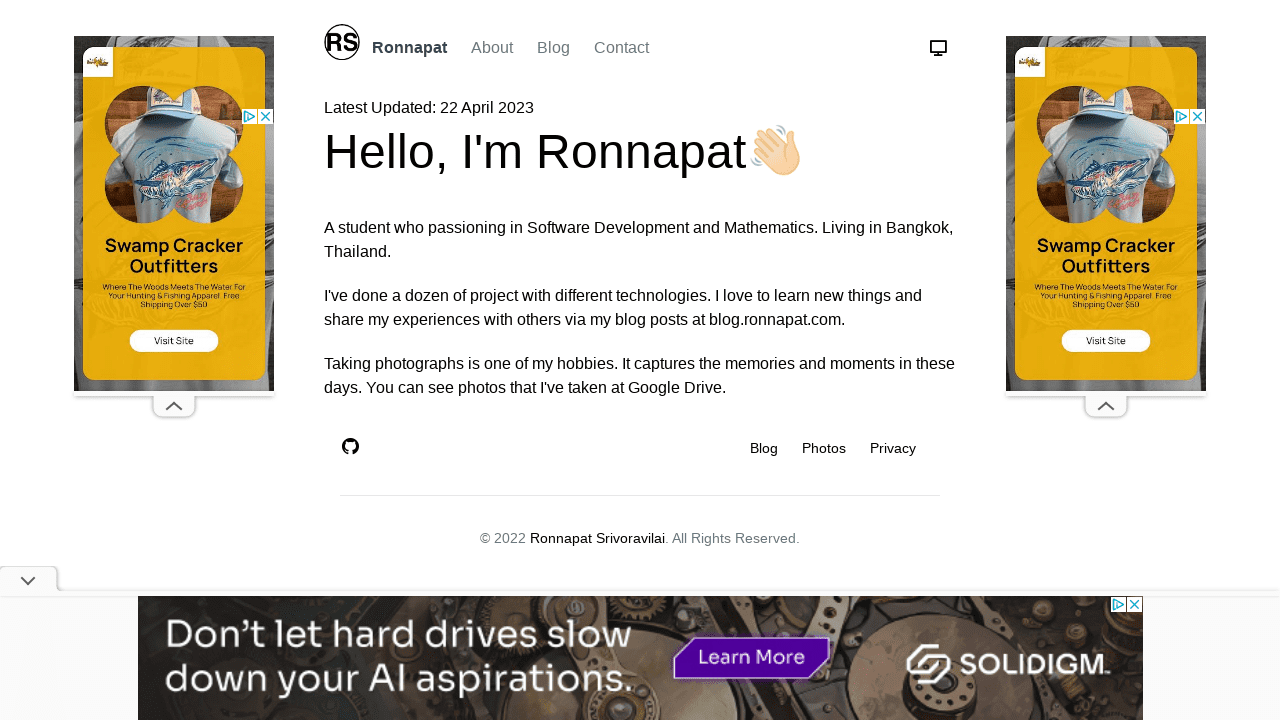 RS
Ronnapat
About
Blog
Contact
Latest Updated: 22 April 2023
Hello, I'm Ronnapat
A student who passioning in Software Development and Mathematics. Living in Bangkok,
Thailand.
I've done a dozen of project with different technologies. I love to learn new things and
share my experiences with others via my blog posts at blog.ronnapat.com.
Taking photographs is one of my hobbies. It captures the memories and moments in these
days. You can see photos that I've taken at Google Drive.
Blog
Photos
Privacy
© 2022 Ronnapat Srivoravilai. All Rights Reserved.
Swamp Cracker
Outfitters
Where The Woods Meets The Water For
Your Hunting & Fishing Apparel. Free
Shipping Over $50
Visit Site
Swamp Cracker
Outfitters
Where The Woods Meets The Water For
Your Hunting & Fishing Apparel. Free
Shipping Over $50
Visit Site
Don't let hard drives slow
down your AI aspirations.
Learn More
SOLIDIGM